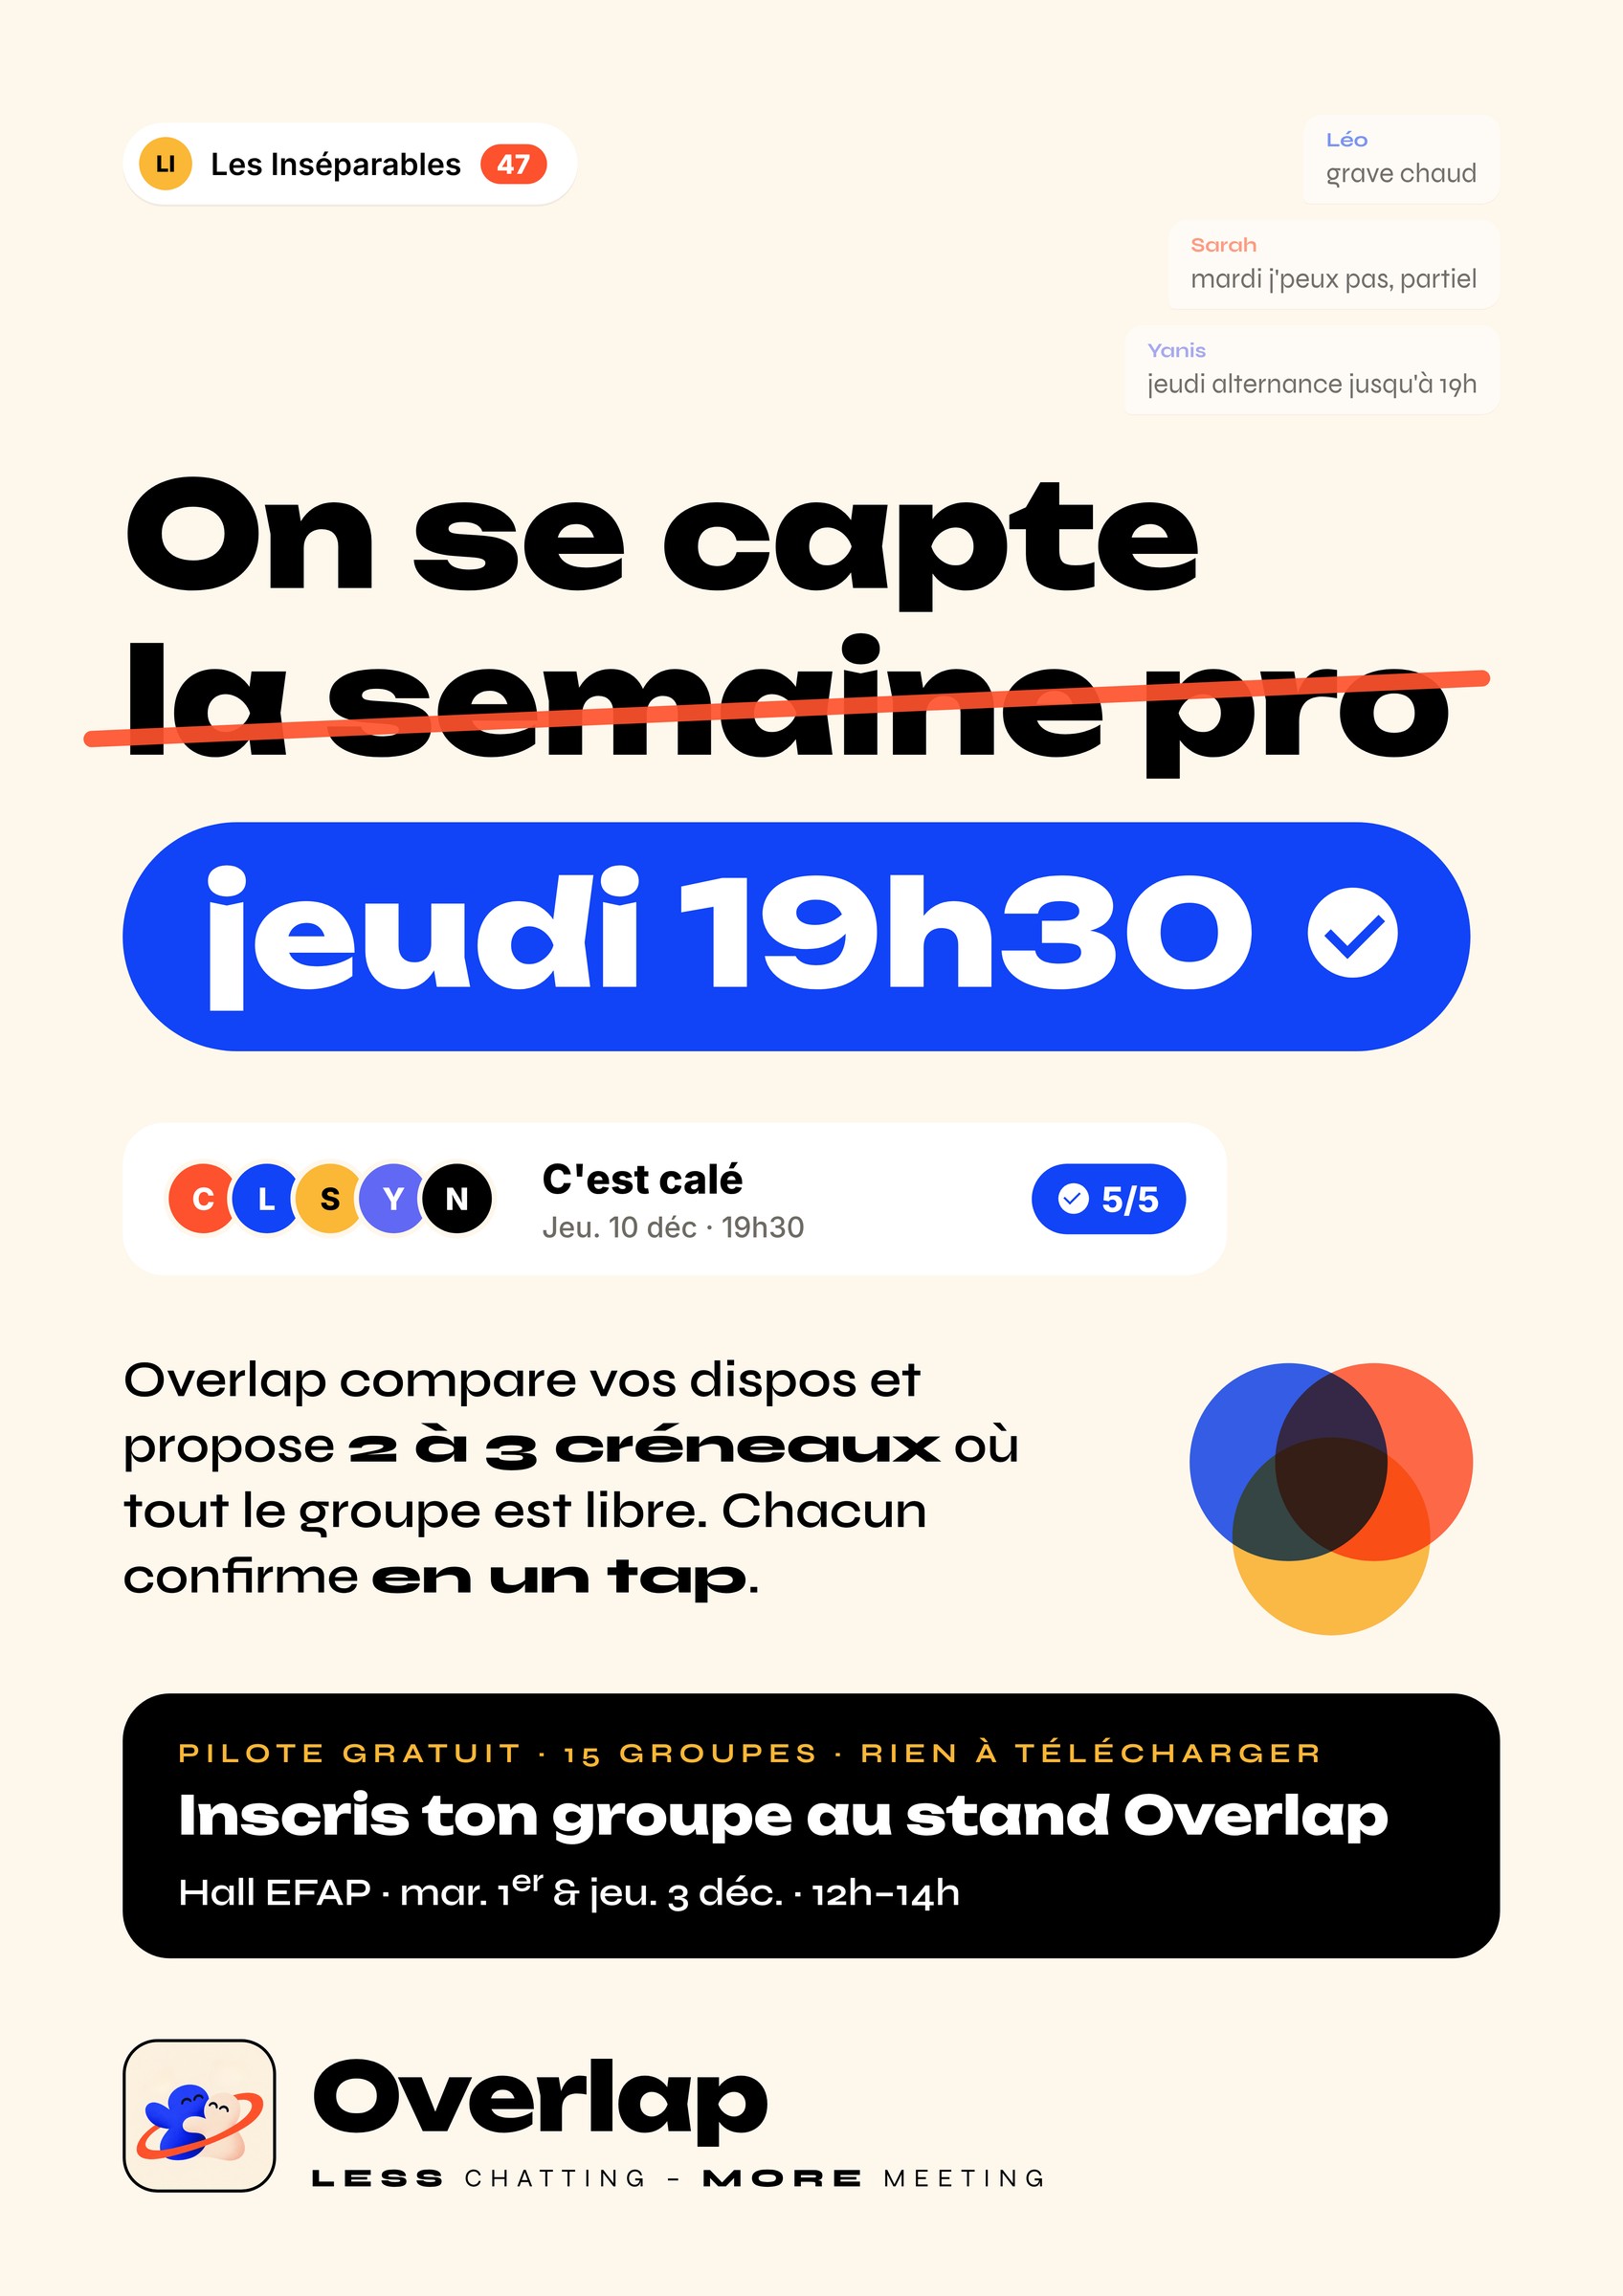 LI Les Inséparables 47
Léo
grave chaud
Sarah
mardi j'peux pas, partiel
Yanis
jeudi alternance jusqu'à 19h
On se capte
la semaine pro
jeudi 19h30
C L S Y N
C'est calé
Jeu. 10 déc · 19h30
5/5
Overlap compare vos dispos et
propose 2 à 3 créneaux où
tout le groupe est libre. Chacun
confirme en un tap.
PILOTE GRATUIT · 15 GROUPES · RIEN À TÉLÉCHARGER
Inscris ton groupe au stand Overlap
Hall EFAP · mar. 1er & jeu. 3 déc. · 12h–14h
Overlap
LESS CHATTING - MORE MEETING